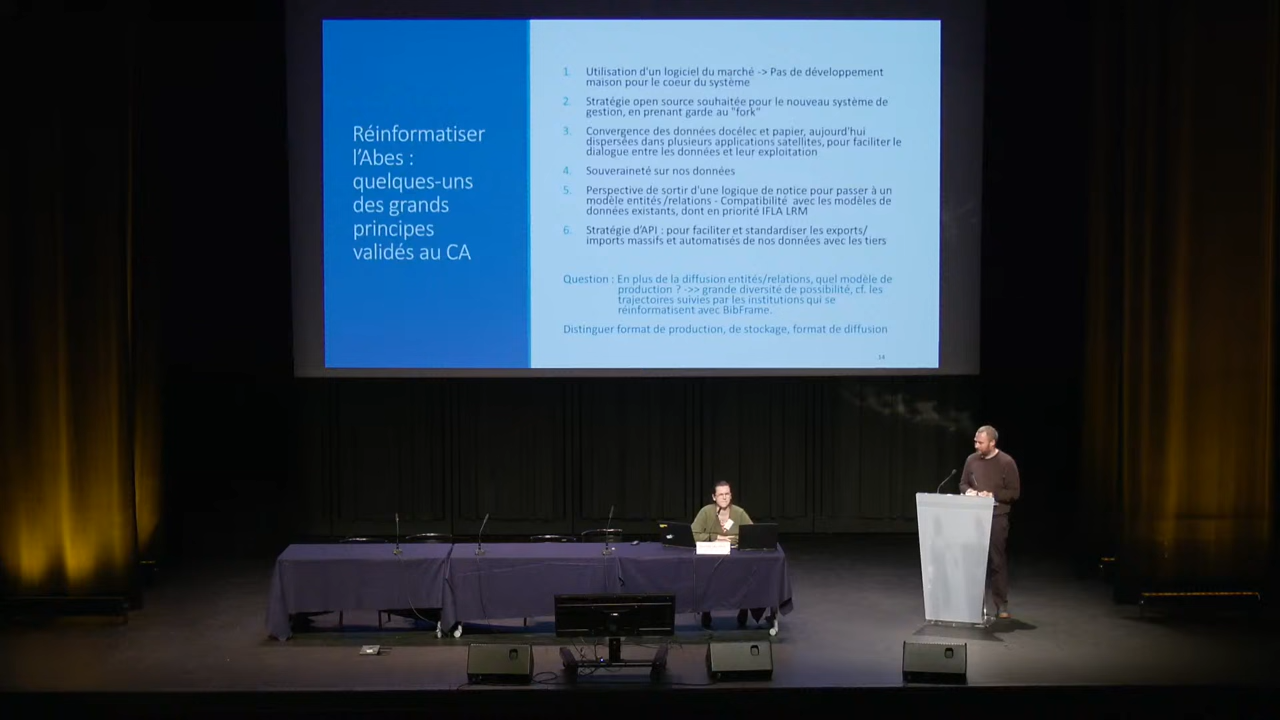 Réinformatiser
l'Abes :
quelques-uns
des grands
principes
validés au CA
1. Utilisation d'un logiciel du marché -> Pas de développement
maison pour le coeur du système
2. Stratégie open source souhaitée pour le nouveau système de
gestion, en prenant garde au "fork"
3. Convergence des données docélec et papier, aujourd'hui
dispersées dans plusieurs applications satellites, pour faciliter le
dialogue entre les données et leur exploitation
4. Souveraineté sur nos données
5. Perspective de sortir d'une logique de notice pour passer à un
modèle entités /relations - Compatibilité avec les modèles de
données existants, dont en priorité IFLA LRM
6. Stratégie d'API : pour faciliter et standardiser les exports/
imports massifs et automatisés de nos données avec les tiers
Question : En plus de la diffusion entités/relations, quel modèle de
production ? ->> grande diversité de possibilité, cf. les
trajectoires suivies par les institutions qui se
réinformatisent avec BibFrame.
Distinguer format de production, de stockage, format de diffusion
14